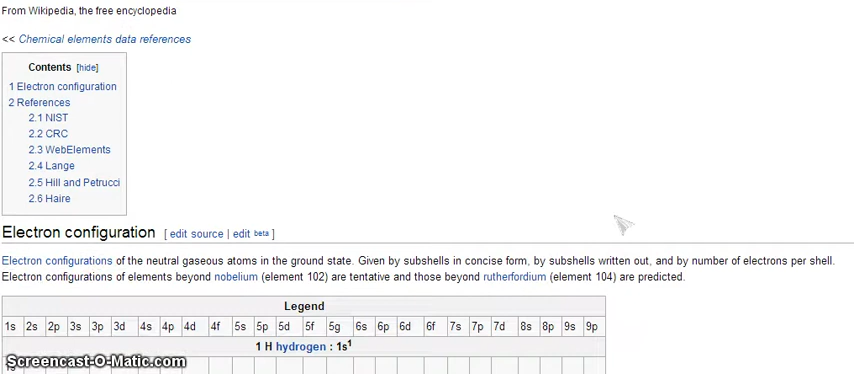 From Wikipedia, the free encyclopedia
<< Chemical elements data references
Contents [hide]
1 Electron configuration
2 References
2.1 NIST
2.2 CRC
2.3 WebElements
2.4 Lange
2.5 Hill and Petrucci
2.6 Haire
Electron configuration [ edit source | edit beta ]
Electron configurations of the neutral gaseous atoms in the ground state. Given by subshells in concise form, by subshells written out, and by number of electrons per shell.
Electron configurations of elements beyond nobelium (element 102) are tentative and those beyond rutherfordium (element 104) are predicted.
Legend
1s 2s 2p 3s 3p 3d 4s 4p 4d 4f 5s 5p 5d 5f 5g 6s 6p 6d 6f 7s 7p 7d 8s 8p 9s 9p
1 H hydrogen : 1s1
Screencast-O-Matic.com